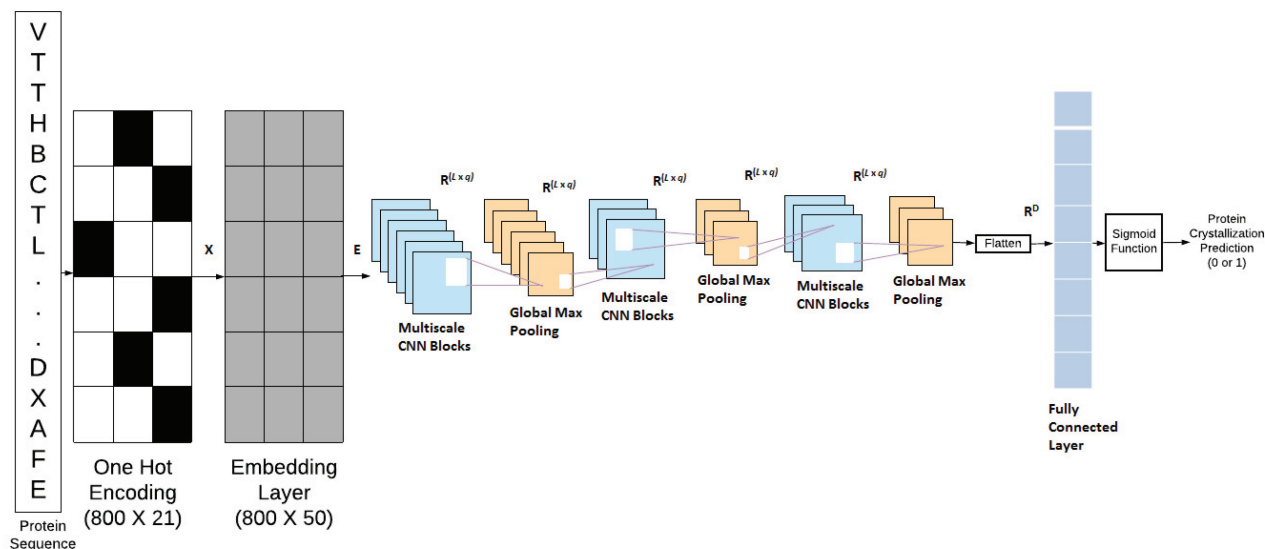 V
T
T
H
B
C
T
L
.
.
D
X
A
F
E
Protein
Sequence
One Hot
Encoding
(800 X 21)
X
Embedding
Layer
(800 X 50)
E
R(L x q)
Multiscale
CNN Blocks
R(L x q)
Global Max
Pooling
R(L x q)
Multiscale
CNN Blocks
R(L x q)
Global Max
Pooling
R(L x q)
Multiscale
CNN Blocks
Global Max
Pooling
Flatten
RD
Fully
Connected
Layer
Sigmoid
Function
Protein
Crystallization
Prediction
(0 or 1)